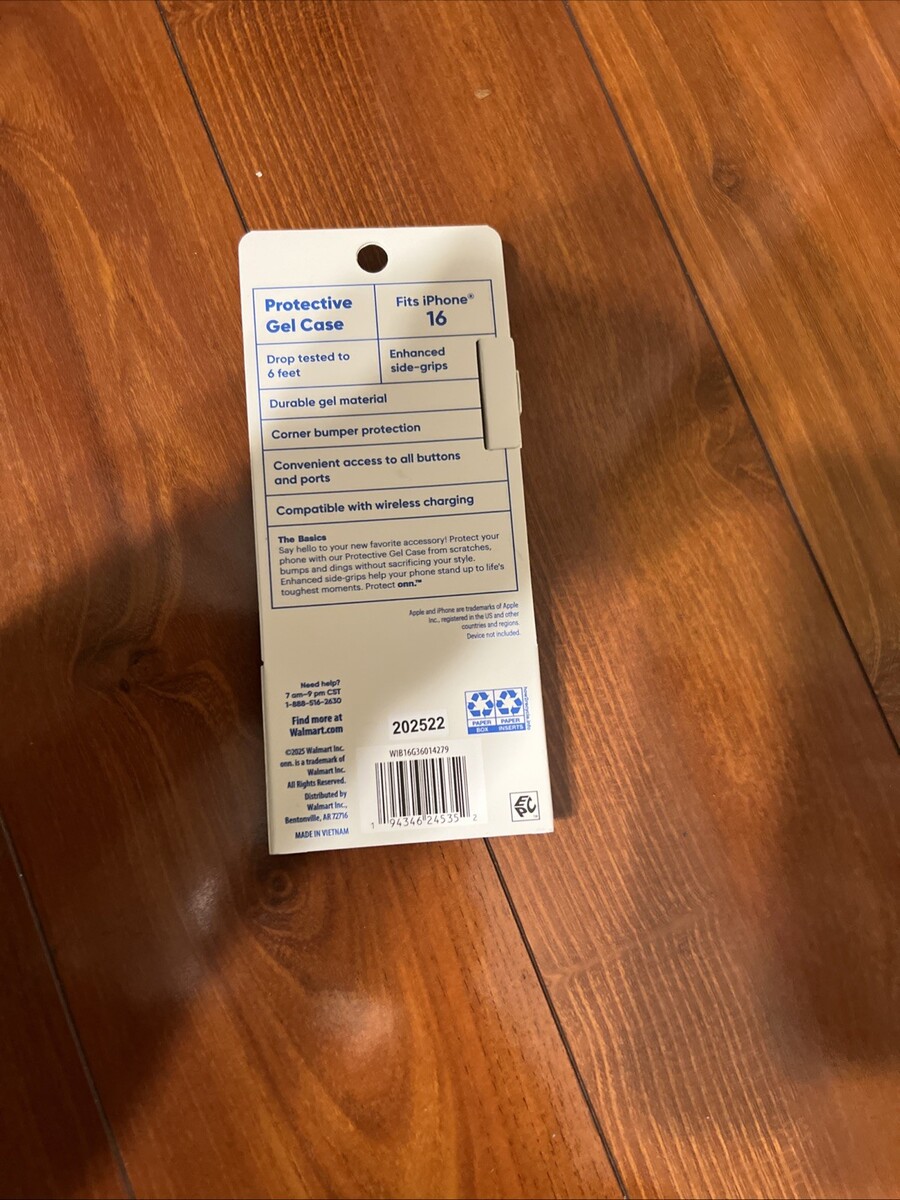 Protective
Gel Case
Fits iPhone®
16
Drop tested to
6 feet
Enhanced
side-grips
Durable gel material
Corner bumper protection
Convenient access to all buttons
and ports
Compatible with wireless charging
The Basics
Say hello to your new favorite accessory! Protect your
phone with our Protective Gel Case from scratches,
bumps and dings without sacrificing your style.
Enhanced side-grips help your phone stand up to life's
toughest moments. Protect onn.™
Apple and iPhone are trademarks of Apple
Inc., registered in the US and other
countries and regions.
Device not included.
Need help?
7 am-9 pm CST
1-888-516-2630
Find more at
Walmart.com
©2025 Walmart Inc.
onn. is a trademark of
Walmart Inc.
All Rights Reserved.
Distributed by
Walmart Inc.,
Bentonville, AR 72716
MADE IN VIETNAM
202522
WIB16G36014279
1 94346 24535 2
PAPER
BOX
PAPER
INSERTS
how2recycle.info
EPC